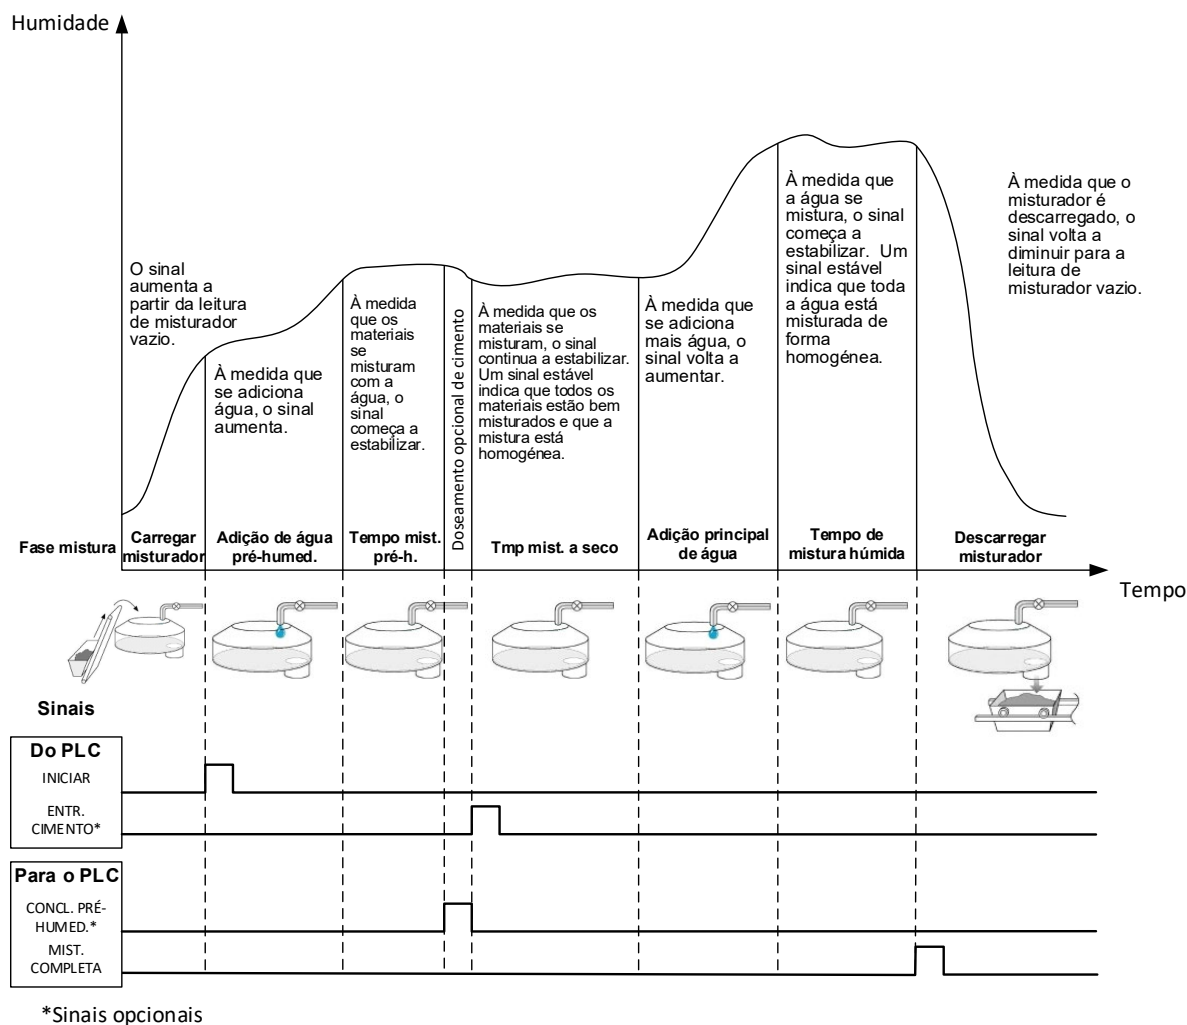 Humidade
O sinal
aumenta a
partir da leitura
de misturador
vazio.
À medida que
se adiciona
água, o sinal
aumenta.
À medida
que os
materiais
se
misturam
com a
água, o
sinal
começa a
estabilizar.
Doseamento opcional de cimento
À medida que os
materiais se
misturam, o sinal
continua a estabilizar.
Um sinal estável
indica que todos os
materiais estão bem
misturados e que a
mistura está
homogénea.
À medida que
se adiciona
mais água, o
sinal volta a
aumentar.
À medida que
a água se
mistura, o sinal
começa a
estabilizar.  Um
sinal estável
indica que toda
a água está
misturada de
forma
homogénea.
À medida que o
misturador é
descarregado, o
sinal volta a
diminuir para a
leitura de
misturador vazio.
Fase mistura
Carregar
misturador
Adição de água
pré-humed.
Tempo mist.
pré-h.
Tmp mist. a seco
Adição principal
de água
Tempo de
mistura húmida
Descarregar
misturador
Tempo
Sinais
Do PLC
INICIAR
ENTR.
CIMENTO*
Para o PLC
CONCL. PRÉ-
HUMED.*
MIST.
COMPLETA
*Sinais opcionais